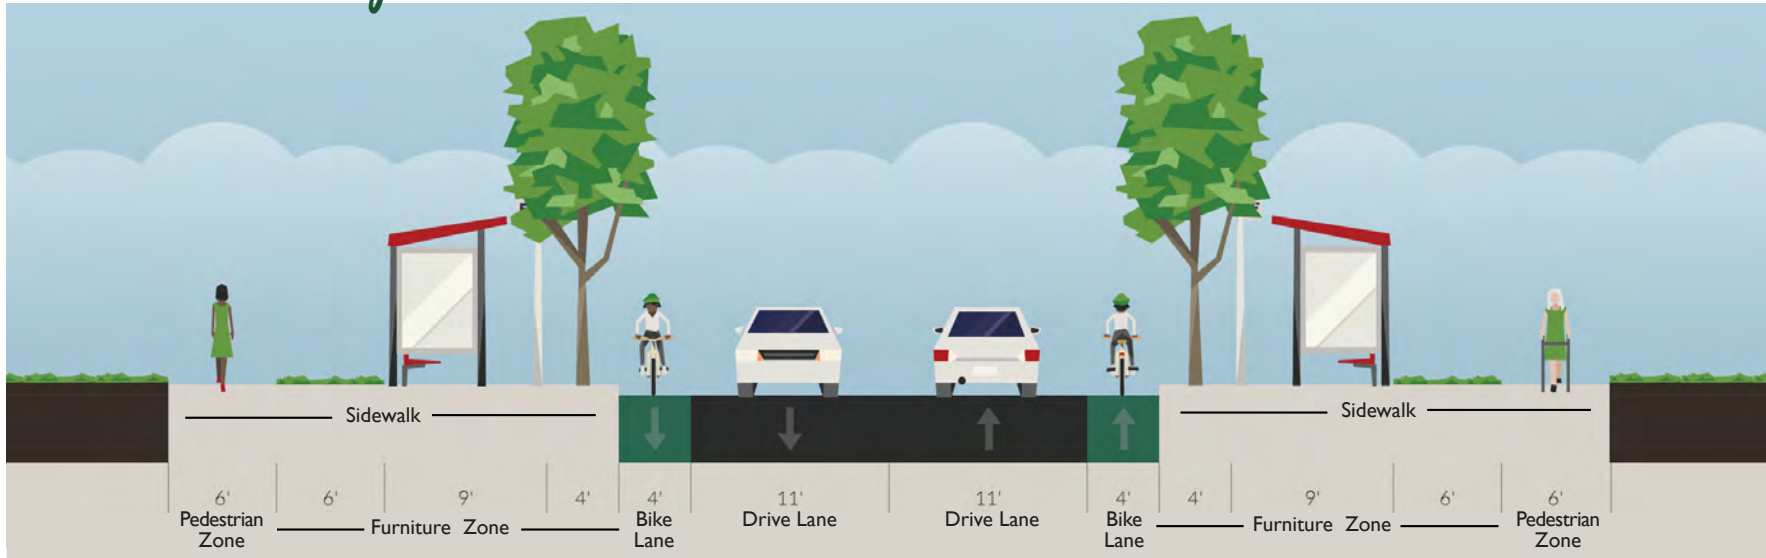 Sidewalk Sidewalk
6' 6' 9' 4' 4' 11' 11' 4' 4' 9' 6' 6'
Pedestrian Zone Furniture Zone Bike Lane Drive Lane Drive Lane Bike Lane Furniture Zone Pedestrian Zone